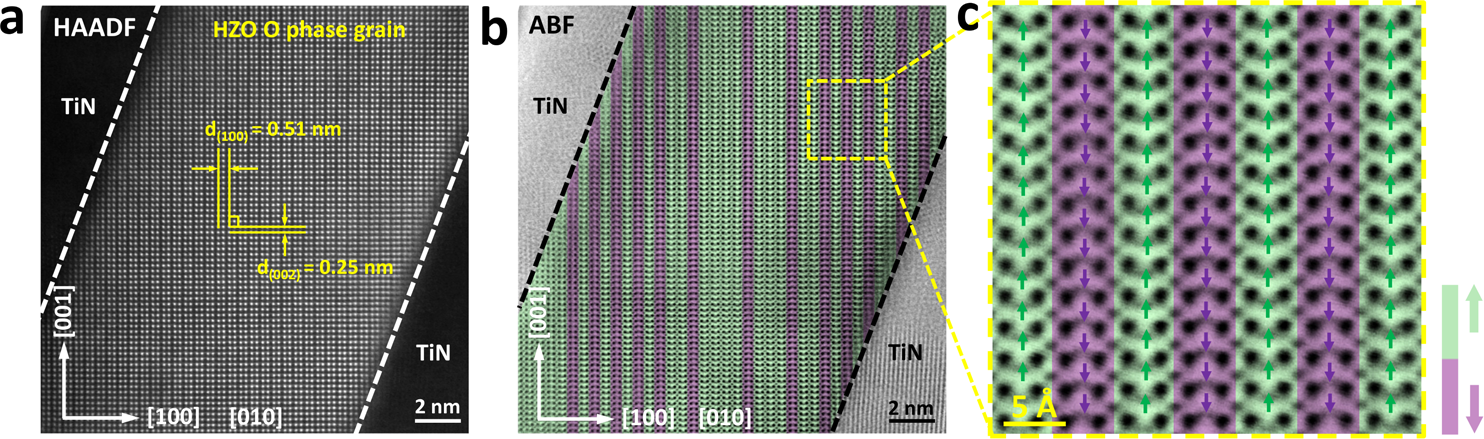 a
HAADF
HZO O phase grain
TiN
d(100) = 0.51 nm
d(002) = 0.25 nm
[001]
TiN
[100] [010]
2 nm
b
ABF
TiN
[001]
TiN
[100] [010]
2 nm
c
5 Å